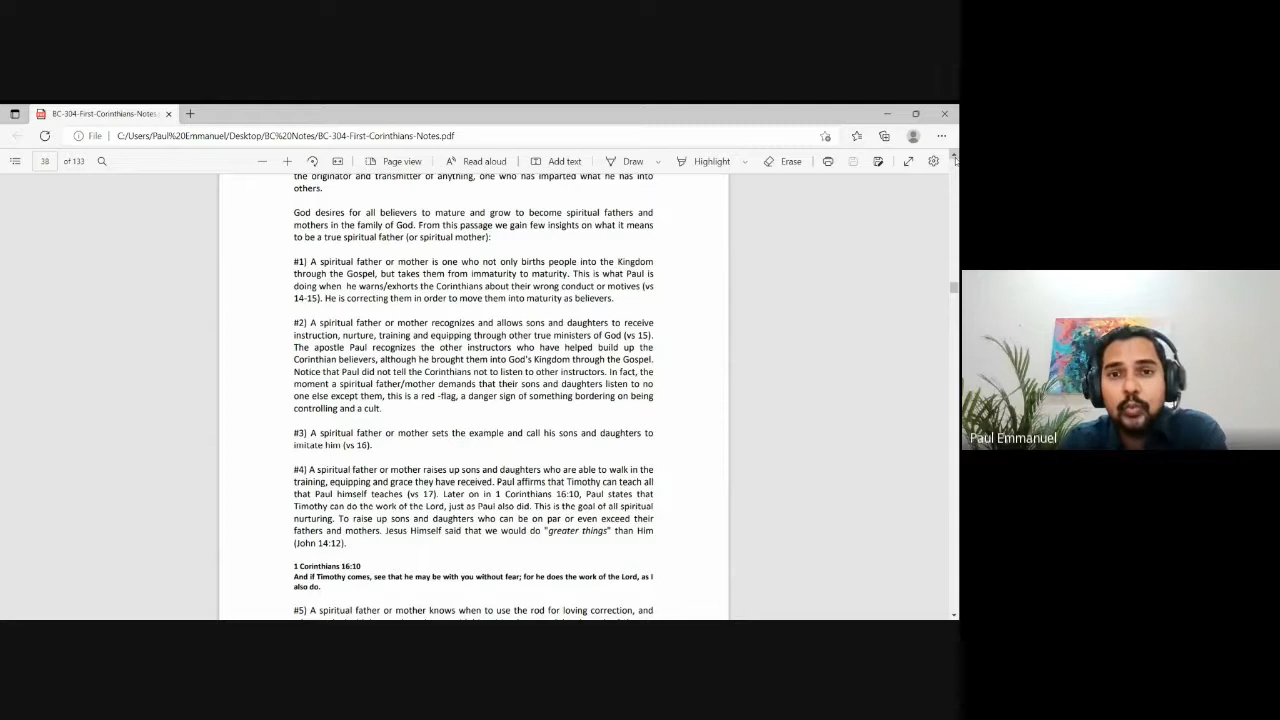 BC-304-First-Corinthians-Notes
File
C:/Users/Paul%20Emmanuel/Desktop/BC%20Notes/BC-304-First-Corinthians-Notes.pdf
38 of 133
Page view
Read aloud
Add text
Draw
Highlight
Erase
the originator and transmitter of anything, one who has imparted what he has into
others.
God desires for all believers to mature and grow to become spiritual fathers and
mothers in the family of God. From this passage we gain few insights on what it means
to be a true spiritual father (or spiritual mother):
#1) A spiritual father or mother is one who not only births people into the Kingdom
through the Gospel, but takes them from immaturity to maturity. This is what Paul is
doing when he warns/exhorts the Corinthians about their wrong conduct or motives (vs
14-15). He is correcting them in order to move them into maturity as believers.
#2) A spiritual father or mother recognizes and allows sons and daughters to receive
instruction, nurture, training and equipping through other true ministers of God (vs 15).
The apostle Paul recognizes the other instructors who have helped build up the
Corinthian believers, although he brought them into God's Kingdom through the Gospel.
Notice that Paul did not tell the Corinthians not to listen to other instructors. In fact, the
moment a spiritual father/mother demands that their sons and daughters listen to no
one else except them, this is a red -flag, a danger sign of something bordering on being
controlling and a cult.
#3) A spiritual father or mother sets the example and call his sons and daughters to
imitate him (vs 16).
#4) A spiritual father or mother raises up sons and daughters who are able to walk in the
training, equipping and grace they have received. Paul affirms that Timothy can teach all
that Paul himself teaches (vs 17). Later on in 1 Corinthians 16:10, Paul states that
Timothy can do the work of the Lord, just as Paul also did. This is the goal of all spiritual
nurturing. To raise up sons and daughters who can be on par or even exceed their
fathers and mothers. Jesus Himself said that we would do "greater things" than Him
(John 14:12).
1 Corinthians 16:10
And if Timothy comes, see that he may be with you without fear; for he does the work of the Lord, as I
also do.
#5) A spiritual father or mother knows when to use the rod for loving correction, and
Paul Emmanuel